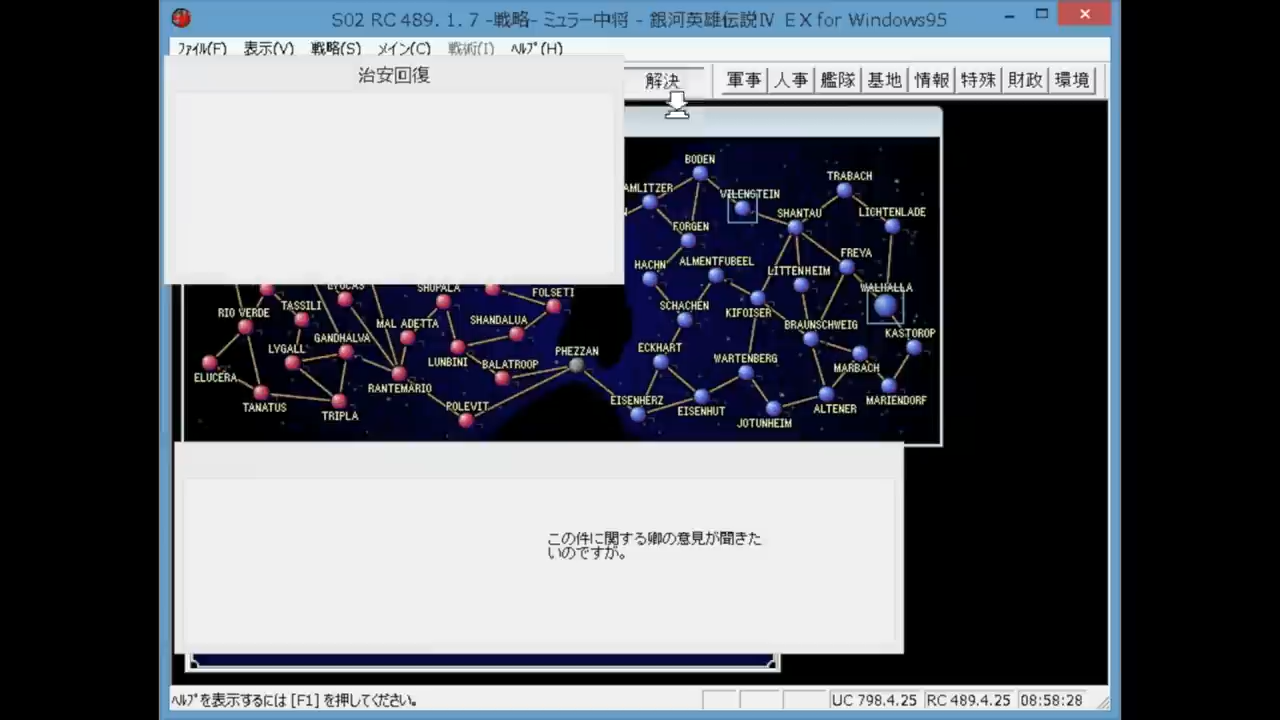 S02 RC 489. 1. 7 -戦略- ミュラー中将 - 銀河英雄伝説Ⅳ EX for Windows95
ﾌｧｲﾙ(F) 表示(V) 戦略(S) メイン(C) 戦術(I) ﾍﾙﾌﾟ(H)
治安回復
解決 軍事 人事 艦隊 基地 情報 特殊 財政 環境
BODEN
TRABACH
AMLITZER
VILENSTEIN
SHANTAU
LICHTENLADE
N
FORGEN
FREYA
HACHN
ALMENTFUBEEL
LITTENHEIM
WALHALLA
SHUPALA
FOLSETI
RIO VERDE
TASSILI
SCHACHEN
KIFOISER
MAL ADETTA
SHANDALUA
BRAUNSCHWEIG
KASTOROP
LYGALL
GANDHALVA
PHEZZAN
ECKHART
LUNBINI
BALATROOP
WARTENBERG
MARBACH
ELUCERA
RANTEMARIO
TANATUS
TRIPLA
POLEVIT
EISENHERZ
EISENHUT
JOTUNHEIM
ALTENER
MARIENDORF
この件に関する卿の意見が聞きた
いのですが。
ﾍﾙﾌﾟを表示するには [F1] を押してください。
UC 798.4.25 RC 489.4.25 08:58:28